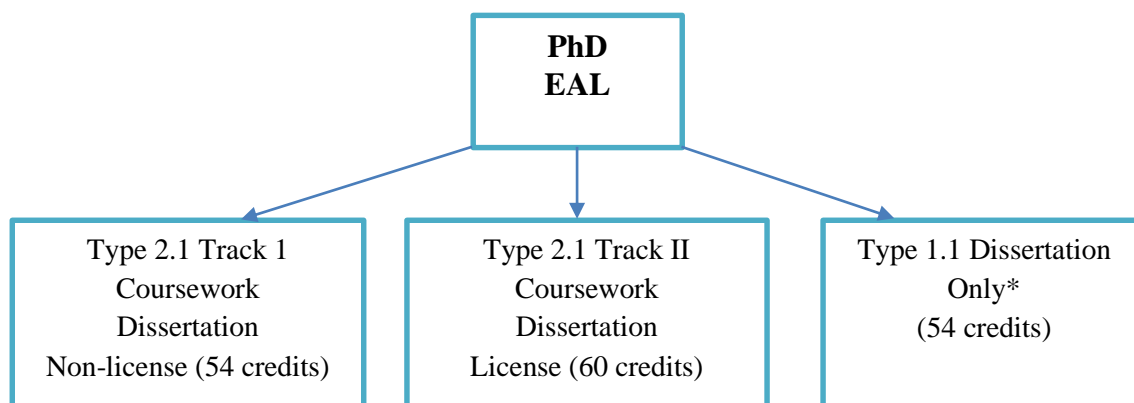 PhD
EAL
Type 2.1 Track 1
Coursework
Dissertation
Non-license (54 credits)
Type 2.1 Track II
Coursework
Dissertation
License (60 credits)
Type 1.1 Dissertation
Only*
(54 credits)